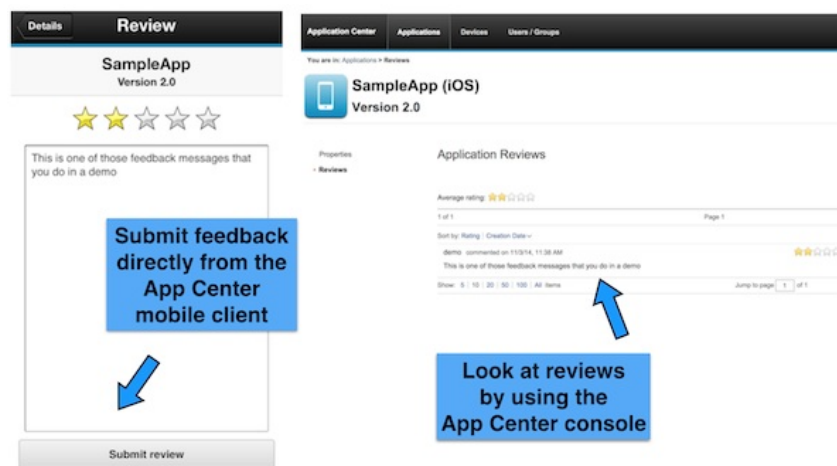 Details
Review
SampleApp
Version 2.0
This is one of those feedback messages that
you do in a demo
Submit feedback
directly from the
App Center
mobile client
Submit review
Application Center
Applications
Devices
Users / Groups
You are in: Applications > Reviews
SampleApp (iOS)
Version 2.0
Properties
Reviews
Application Reviews
Average rating:
1 of 1
Page 1
Sort by: Rating | Creation Date
demo commented on 11/3/14, 11:38 AM
This is one of those feedback messages that you do in a demo
Show: 5 | 10 | 20 | 50 | 100 | All items
Jump to page 1 of 1
Look at reviews
by using the
App Center console